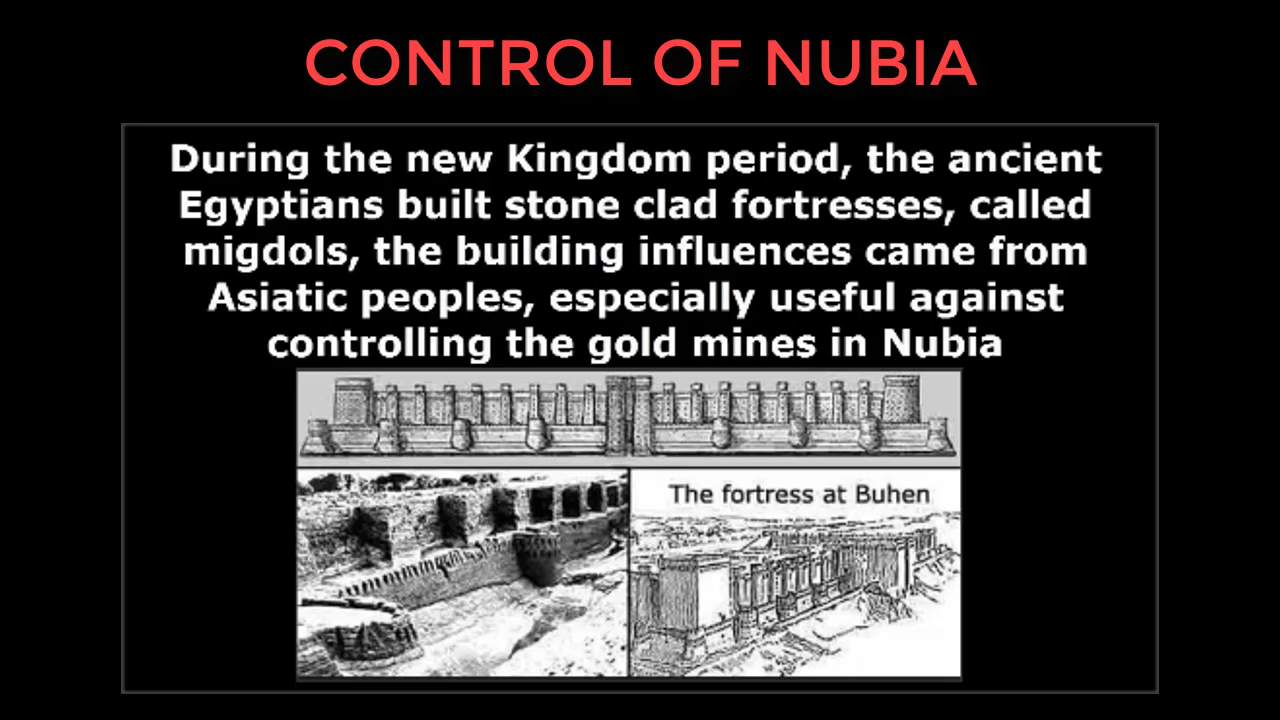 CONTROL OF NUBIA
During the new Kingdom period, the ancient
Egyptians built stone clad fortresses, called
migdols, the building influences came from
Asiatic peoples, especially useful against
controlling the gold mines in Nubia
The fortress at Buhen